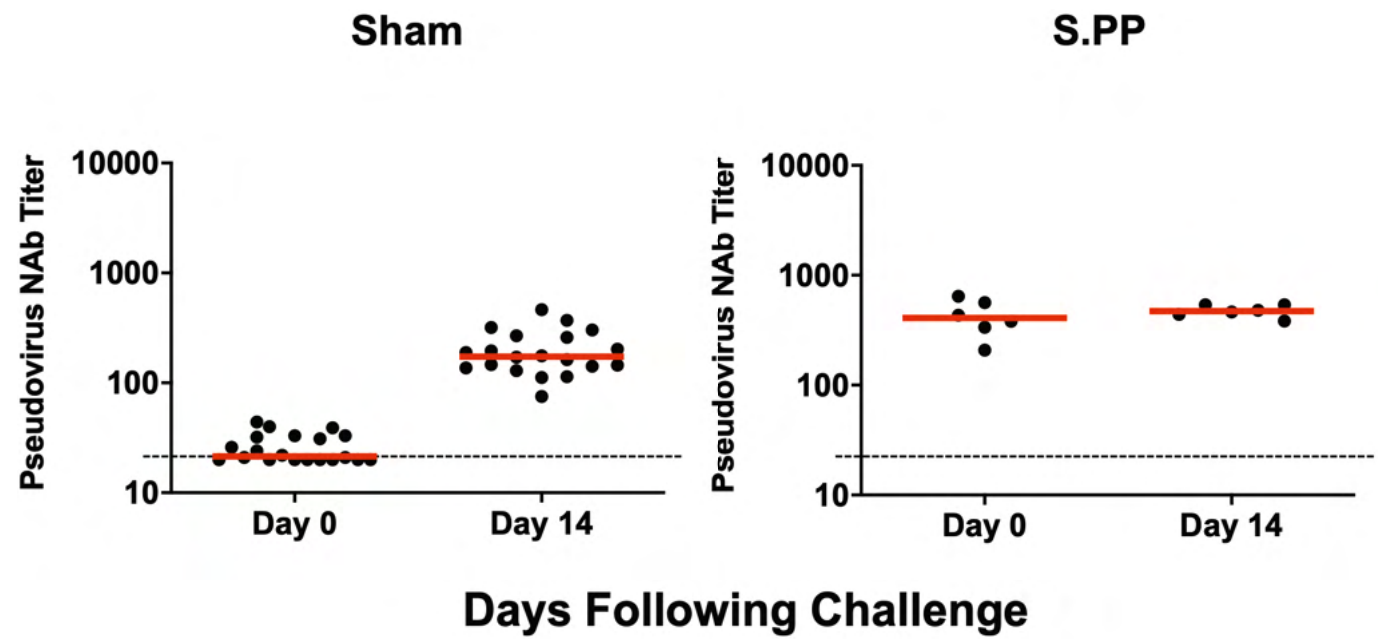 Sham
Pseudovirus NAb Titer
10000
1000
100
10
Day 0
Day 14
S.PP
Pseudovirus NAb Titer
10000
1000
100
10
Day 0
Day 14
Days Following Challenge